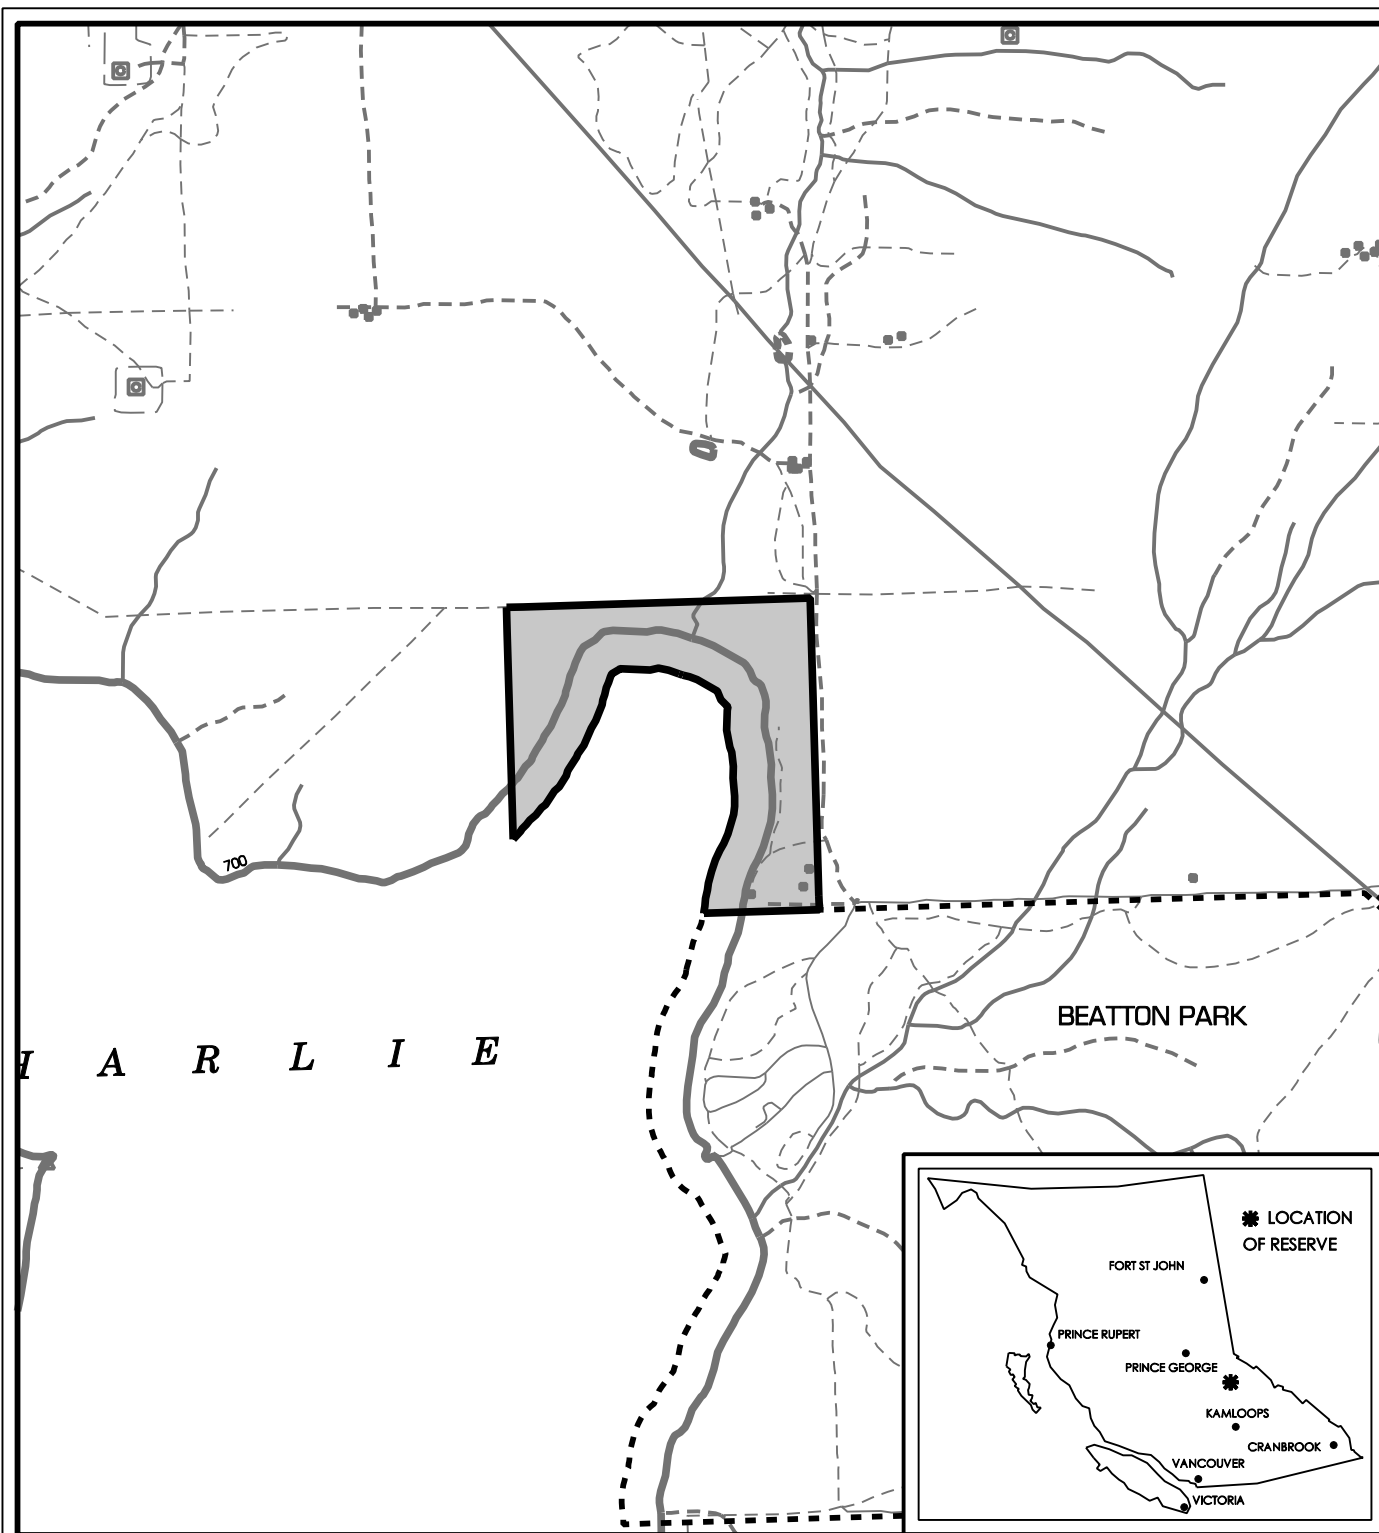 700
BEATTON PARK
H A R L I E
LOCATION
OF RESERVE
FORT ST JOHN
PRINCE RUPERT
PRINCE GEORGE
KAMLOOPS
CRANBROOK
VANCOUVER
VICTORIA